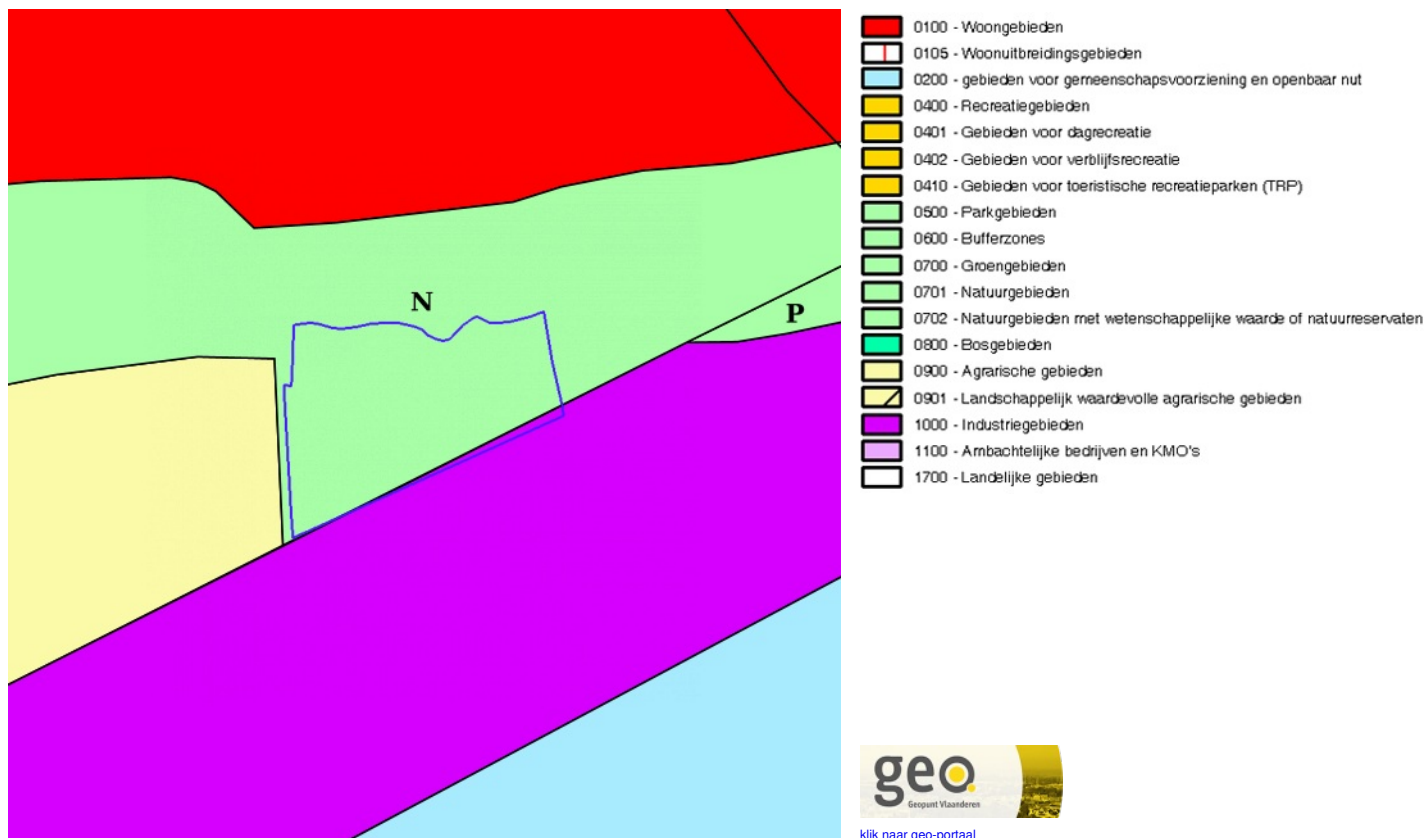 N
P
0100 - Woongebieden
0105 - Woonuitbreidingsgebieden
0200 - gebieden voor gemeenschapsvoorziening en openbaar nut
0400 - Recreatiegebieden
0401 - Gebieden voor dagrecreatie
0402 - Gebieden voor verblijfsrecreatie
0410 - Gebieden voor toeristische recreatieparken (TRP)
0500 - Parkgebieden
0600 - Bufferzones
0700 - Groengebieden
0701 - Natuurgebieden
0702 - Natuurgebieden met wetenschappelijke waarde of natuurreservaten
0800 - Bosgebieden
0900 - Agrarische gebieden
0901 - Landschappelijk waardevolle agrarische gebieden
1000 - Industriegebieden
1100 - Ambachtelijke bedrijven en KMO's
1700 - Landelijke gebieden
geo.
Geopunt Vlaanderen
klik naar geo-portaal